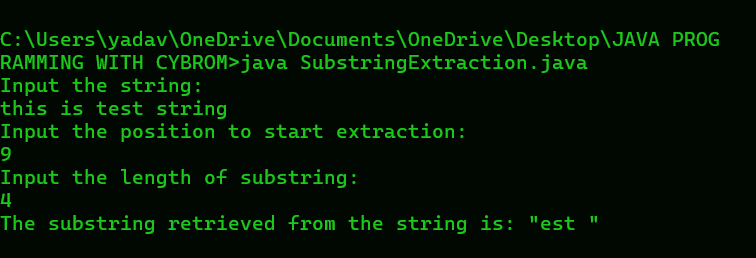 C:\Users\yadav\OneDrive\Documents\OneDrive\Desktop\JAVA PROG
RAMMING WITH CYBROM>java SubstringExtraction.java
Input the string:
this is test string
Input the position to start extraction:
9
Input the length of substring:
4
The substring retrieved from the string is: "est "